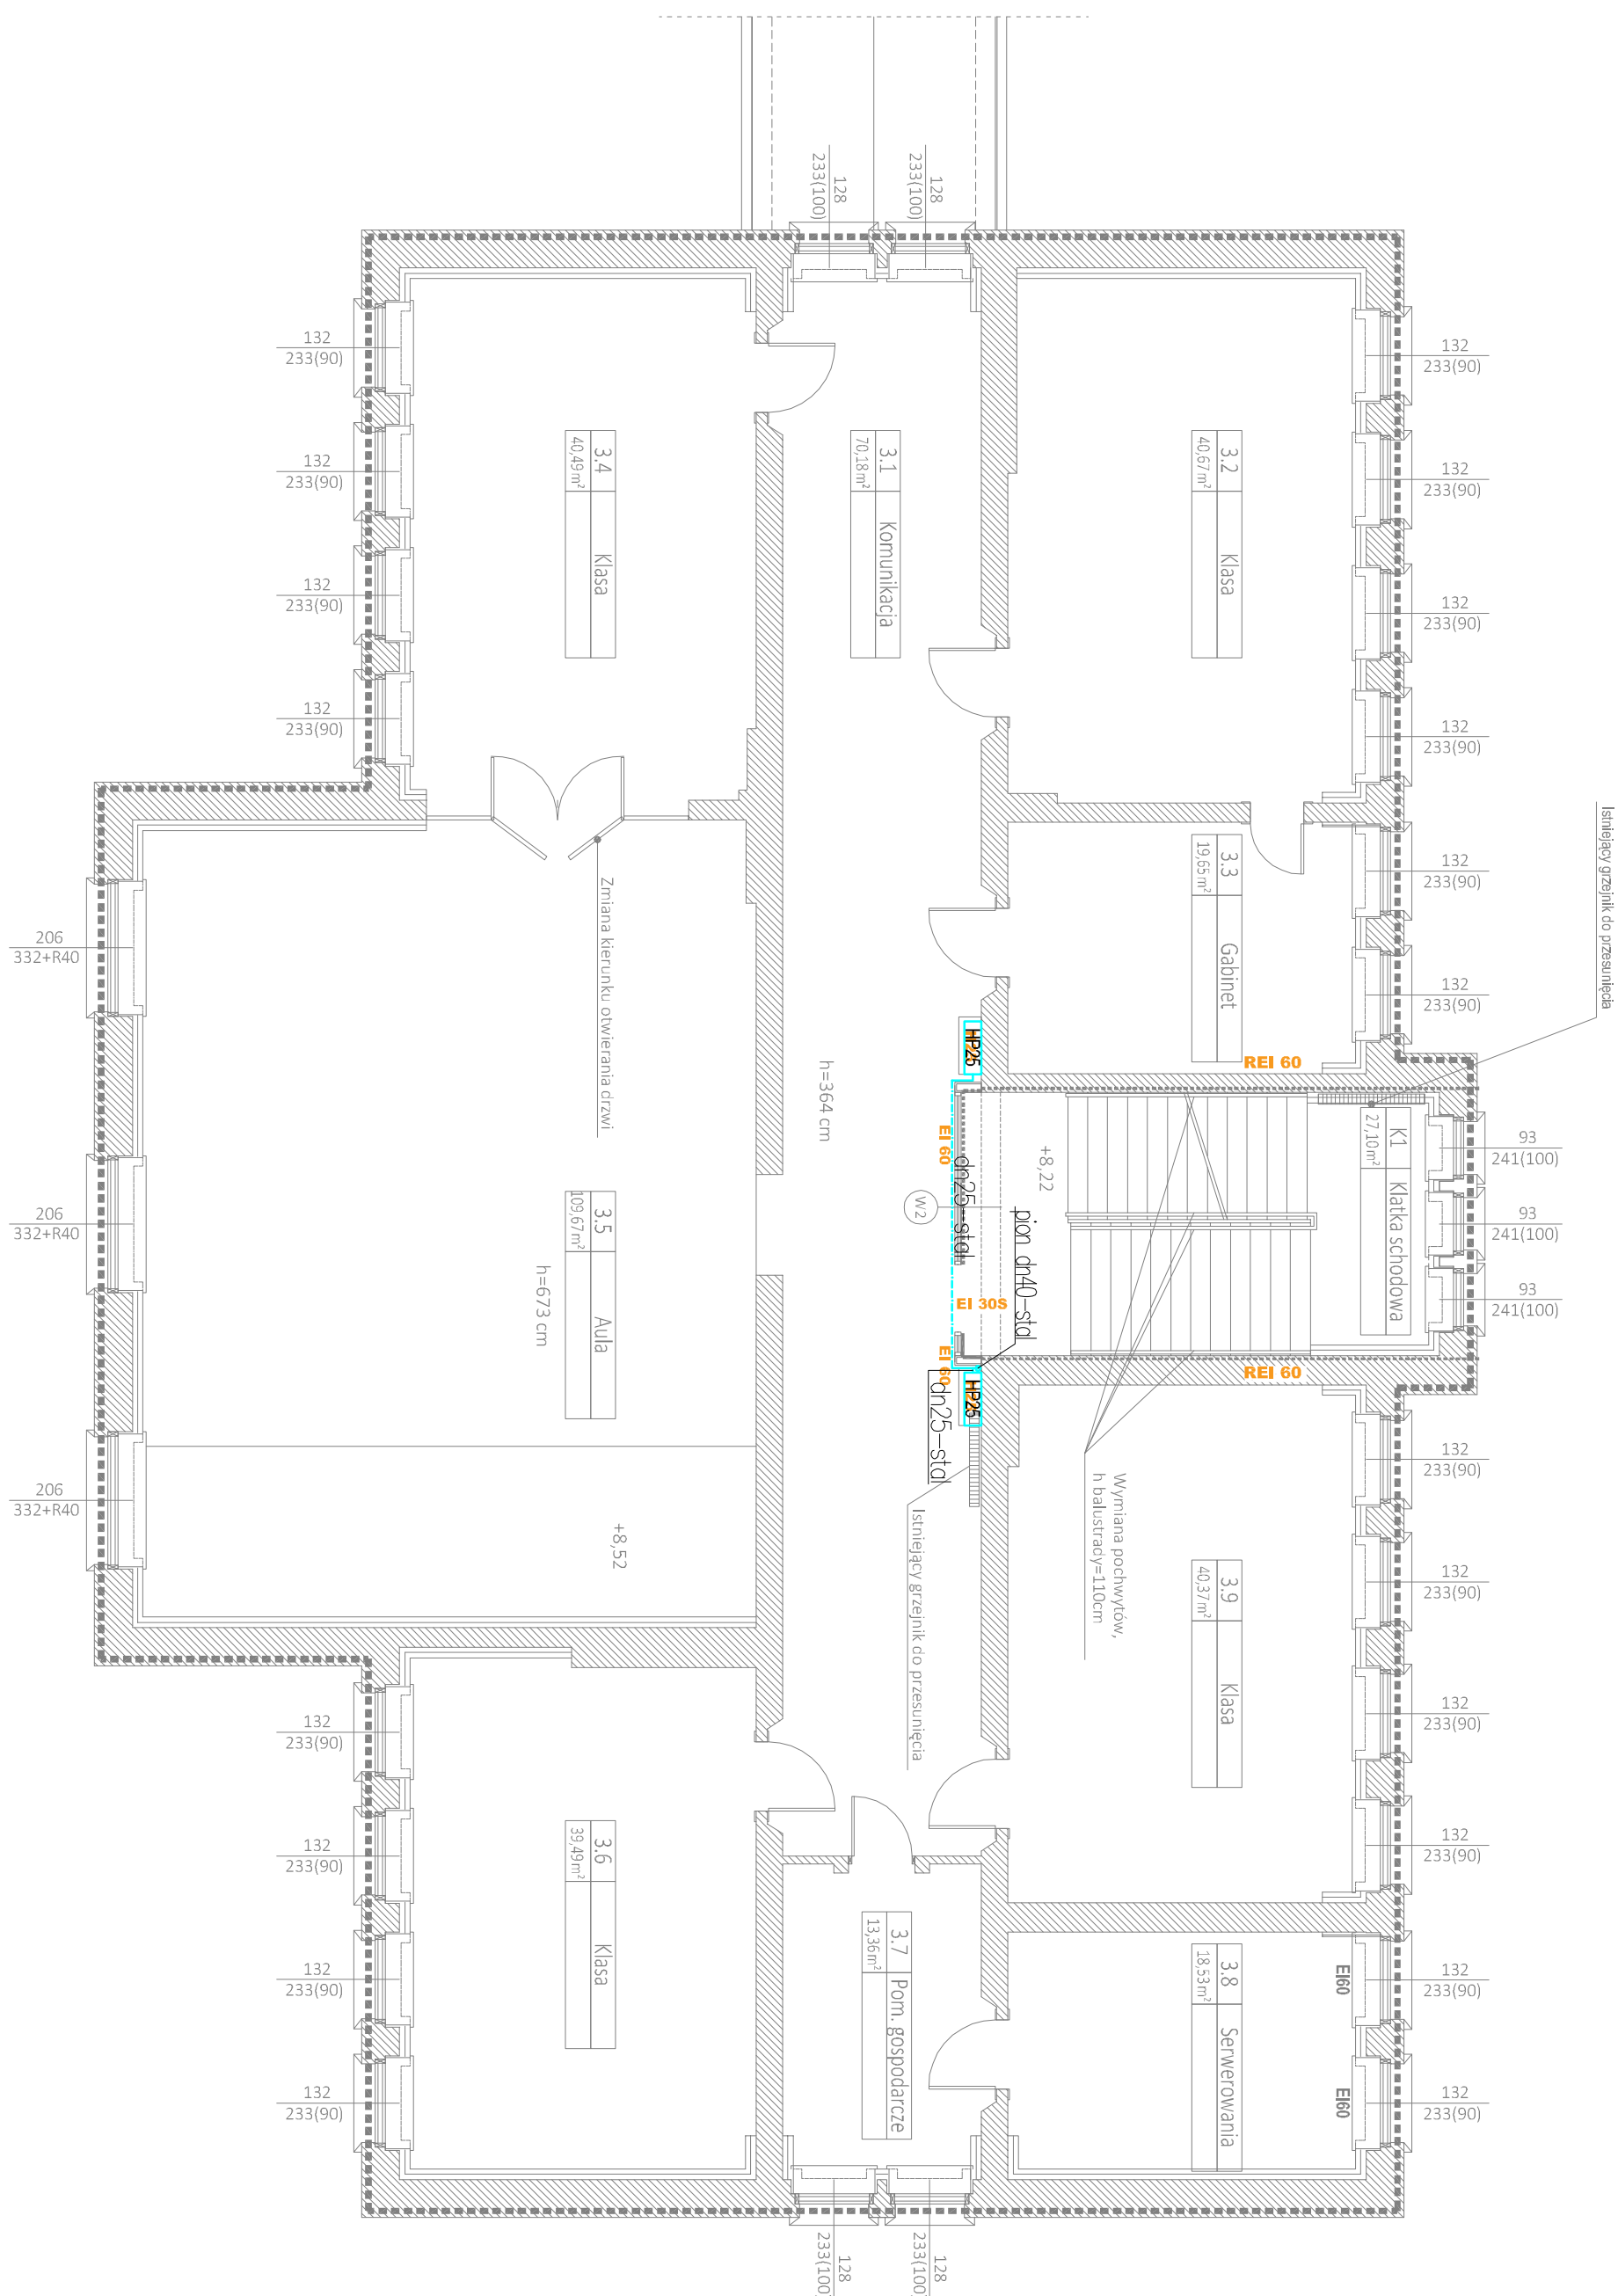 128
233(100)
128
233(100)
132
233(90)
132
233(90)
132
233(90)
132
233(90)
132
233(90)
132
233(90)
132
233(90)
132
233(90)
132
233(90)
132
233(90)
3.4
Klasa
40,49m²
3.1
Komunikacja
70,18m²
3.2
Klasa
40,67m²
3.3
Gabinet
19,65m²
Istniejący grzejnik do przesunięcia
Zmiana kierunku otwierania drzwi
206
332+R40
206
332+R40
206
332+R40
h=364 cm
HP25
REI 60
EI 60
dn25-stal
W2
+8,22
pion dn40-stal
EI 30S
EI 60
HP25
dn25-stal
REI 60
K1
Klatka schodowa
27,10m²
93
241(100)
93
241(100)
93
241(100)
3.5
Aula
109,67m²
h=673 cm
+8,52
Istniejący grzejnik do przesunięcia
Wymiana pochwytów,
h balustrady=110cm
3.9
Klasa
40,37m²
132
233(90)
132
233(90)
132
233(90)
132
233(90)
132
233(90)
132
233(90)
132
233(90)
132
233(90)
132
233(90)
132
233(90)
3.6
Klasa
39,49m²
3.7
Pom. gospodarcze
13,36m²
3.8
Serwerowania
18,53m²
EI60
EI60
128
233(100)
128
233(100)